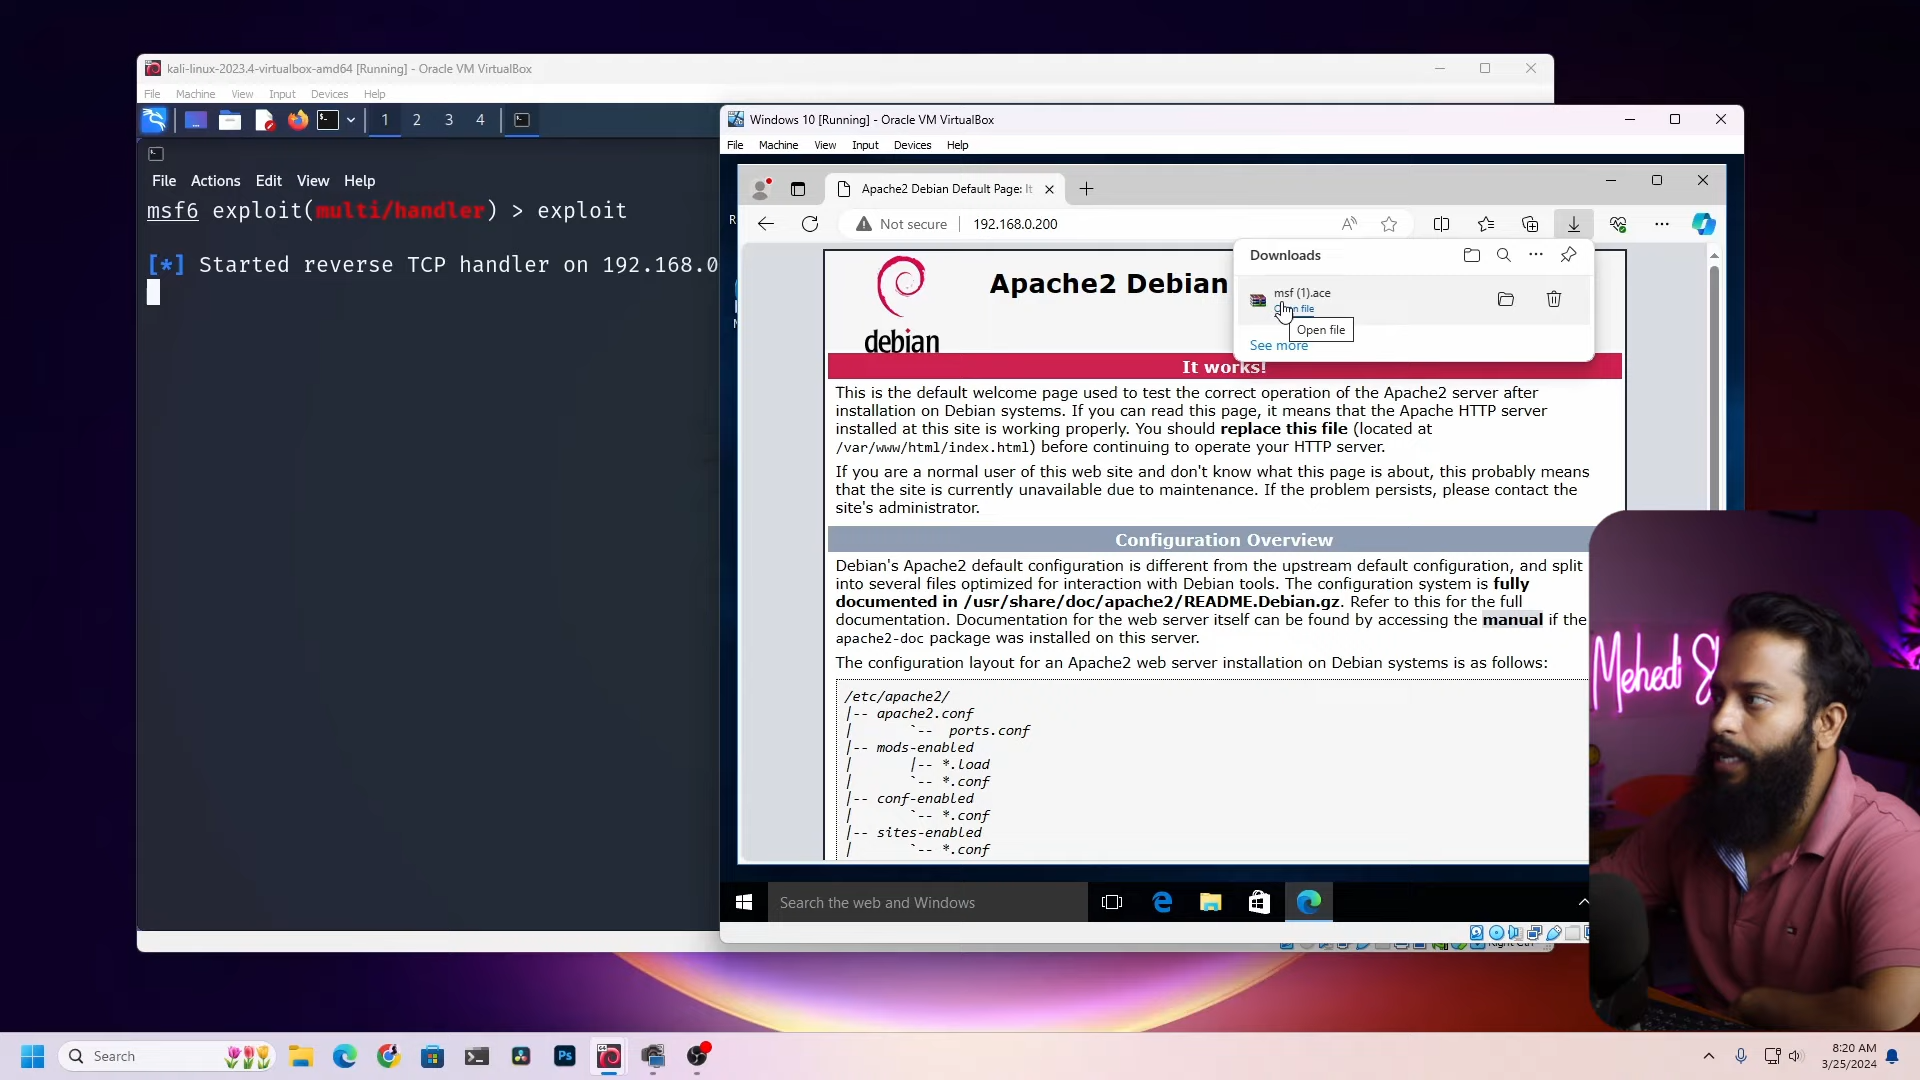 kali-linux-2023.4-virtualbox-amd64 [Running] - Oracle VM VirtualBox
File Machine View Input Devices Help
1 2 3 4
File Actions Edit View Help
msf6 exploit(multi/handler) > exploit
[*] Started reverse TCP handler on 192.168.0
Windows 10 [Running] - Oracle VM VirtualBox
File Machine View Input Devices Help
Apache2 Debian Default Page: It
Not secure 192.168.0.200
Downloads
msf (1).ace
Open file
See more
Apache2 Debian
debian
It works!
This is the default welcome page used to test the correct operation of the Apache2 server after
installation on Debian systems. If you can read this page, it means that the Apache HTTP server
installed at this site is working properly. You should replace this file (located at
/var/www/html/index.html) before continuing to operate your HTTP server.
If you are a normal user of this web site and don't know what this page is about, this probably means
that the site is currently unavailable due to maintenance. If the problem persists, please contact the
site's administrator.
Configuration Overview
Debian's Apache2 default configuration is different from the upstream default configuration, and split
into several files optimized for interaction with Debian tools. The configuration system is fully
documented in /usr/share/doc/apache2/README.Debian.gz. Refer to this for the full
documentation. Documentation for the web server itself can be found by accessing the manual if the
apache2-doc package was installed on this server.
The configuration layout for an Apache2 web server installation on Debian systems is as follows:
/etc/apache2/
|-- apache2.conf
|       `--  ports.conf
|-- mods-enabled
|       |-- *.load
|       `-- *.conf
|-- conf-enabled
|       `-- *.conf
|-- sites-enabled
|       `-- *.conf
Mehedi S
Search the web and Windows
Search
Ps
8:20 AM
3/25/2024